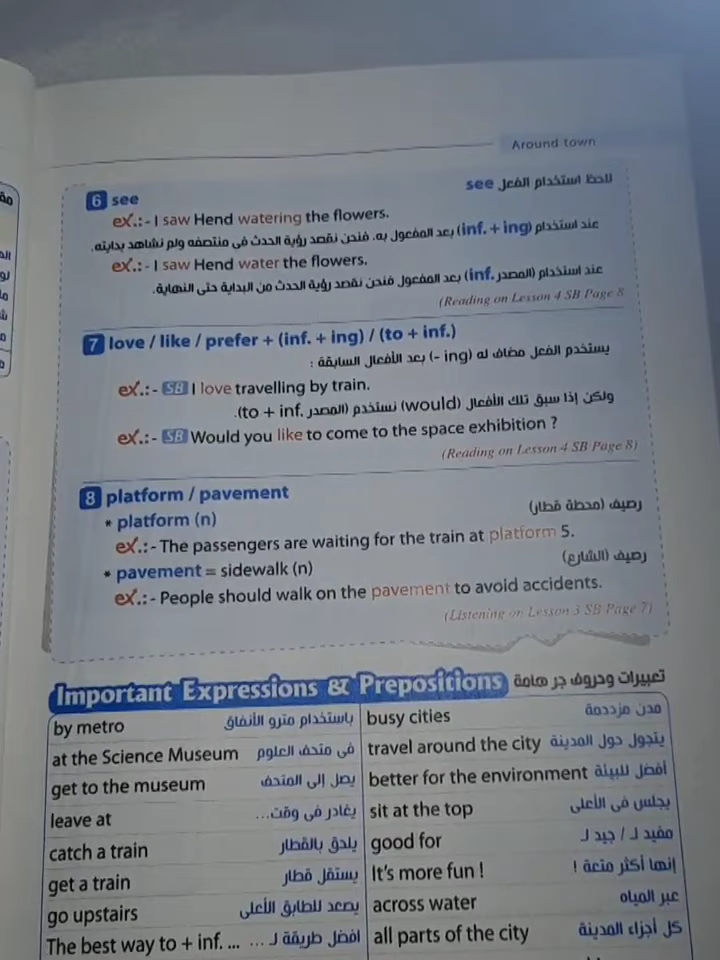 Around town
6 see لاحظ استخدام الفعل see
ex.:- I saw Hend watering the flowers.
عند استخدام (inf. + ing) بعد المفعول به، فنحن نقصد رؤية الحدث فى منتصفه ولم نشاهد بدايته.
ex.:- I saw Hend water the flowers.
عند استخدام (المصدر inf.) بعد المفعول فنحن نقصد رؤية الحدث من البداية حتى النهاية.
(Reading on Lesson 4 SB Page 8
7 love / like / prefer + (inf. + ing) / (to + inf.)
يستخدم الفعل مضاف له (ing -) بعد الأفعال السابقة :
ex.:- SB I love travelling by train.
ولكن إذا سبق تلك الأفعال (would) نستخدم (المصدر to + inf.).
ex.:- SB Would you like to come to the space exhibition ?
(Reading on Lesson 4 SB Page 8)
8 platform / pavement
* platform (n) رصيف (محطة قطار)
ex.:- The passengers are waiting for the train at platform 5.
* pavement = sidewalk (n) رصيف (الشارع)
ex.:- People should walk on the pavement to avoid accidents.
(Listening on Lesson 3 SB Page 7)
Important Expressions & Prepositions تعبيرات وحروف جر هامة
by metro باستخدام مترو الأنفاق busy cities مدن مزدحمة
at the Science Museum فى متحف العلوم travel around the city يتجول حول المدينة
get to the museum يصل إلى المتحف better for the environment أفضل للبيئة
leave at يغادر فى وقت... sit at the top يجلس فى الأعلى
catch a train يلحق بالقطار good for مفيد لـ / جيد لـ
get a train يستقل قطار It's more fun ! إنها أكثر متعة !
go upstairs يصعد للطابق الأعلى across water عبر المياه
The best way to + inf. ... افضل طريقة لـ ... all parts of the city كل أجزاء المدينة